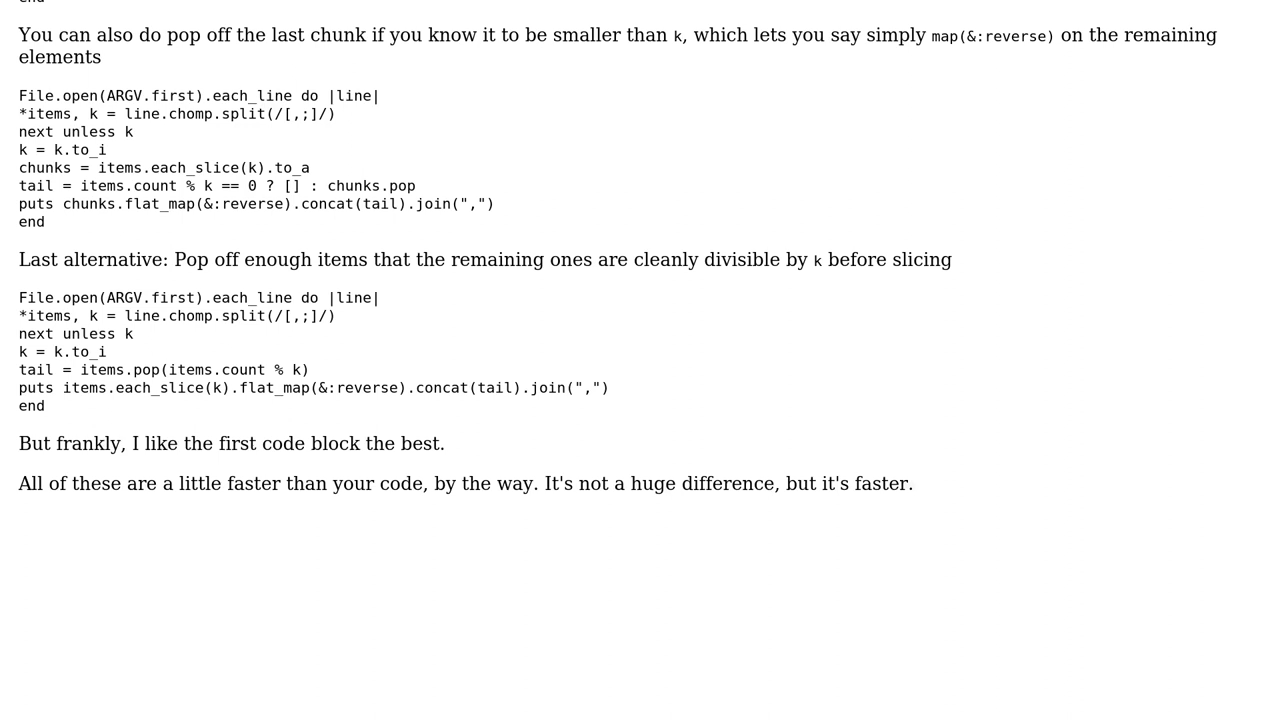 end
You can also do pop off the last chunk if you know it to be smaller than k, which lets you say simply map(&:reverse) on the remaining
elements
File.open(ARGV.first).each_line do |line|
*items, k = line.chomp.split(/[,;]/)
next unless k
k = k.to_i
chunks = items.each_slice(k).to_a
tail = items.count % k == 0 ? [] : chunks.pop
puts chunks.flat_map(&:reverse).concat(tail).join(",")
end
Last alternative: Pop off enough items that the remaining ones are cleanly divisible by k before slicing
File.open(ARGV.first).each_line do |line|
*items, k = line.chomp.split(/[,;]/)
next unless k
k = k.to_i
tail = items.pop(items.count % k)
puts items.each_slice(k).flat_map(&:reverse).concat(tail).join(",")
end
But frankly, I like the first code block the best.
All of these are a little faster than your code, by the way. It's not a huge difference, but it's faster.